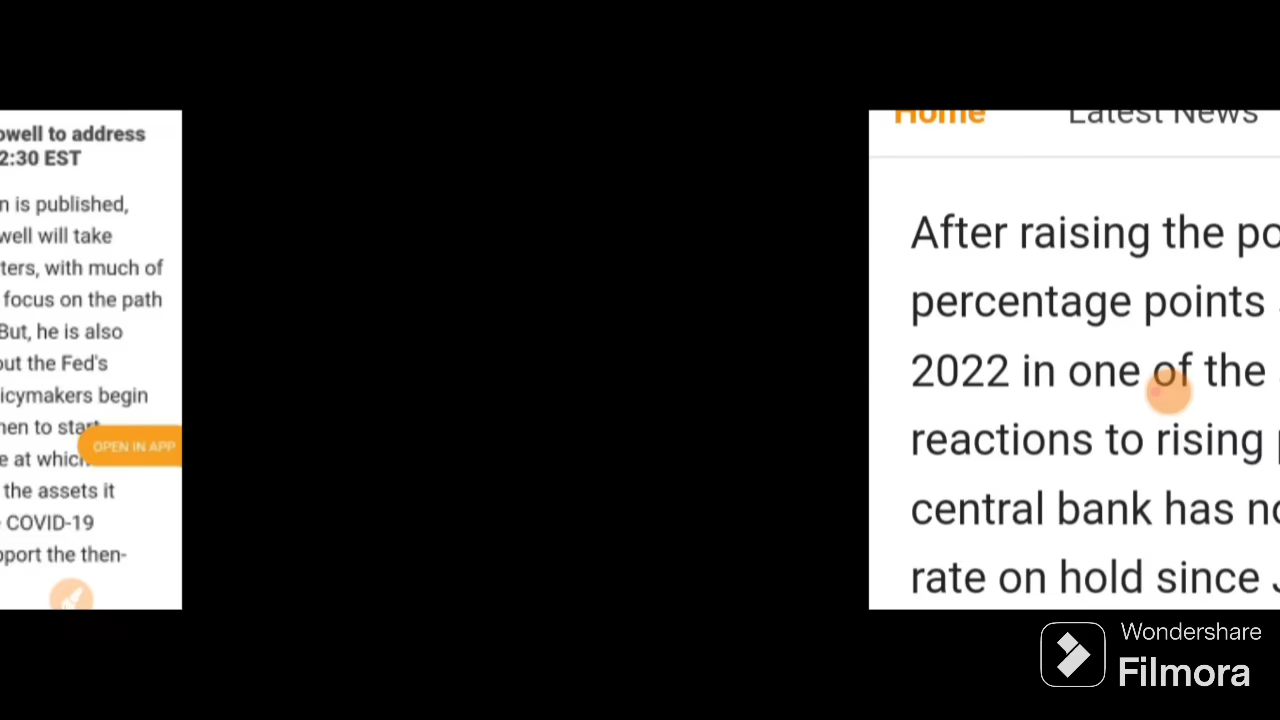 owell to address
2:30 EST
n is published,
well will take
ters, with much of
focus on the path
But, he is also
out the Fed's
icymakers begin
hen to start
e at which
the assets it
COVID-19
pport the then-
OPEN IN APP
Home Latest News
After raising the po
percentage points
2022 in one of the
reactions to rising
central bank has no
rate on hold since J
Wondershare
Filmora